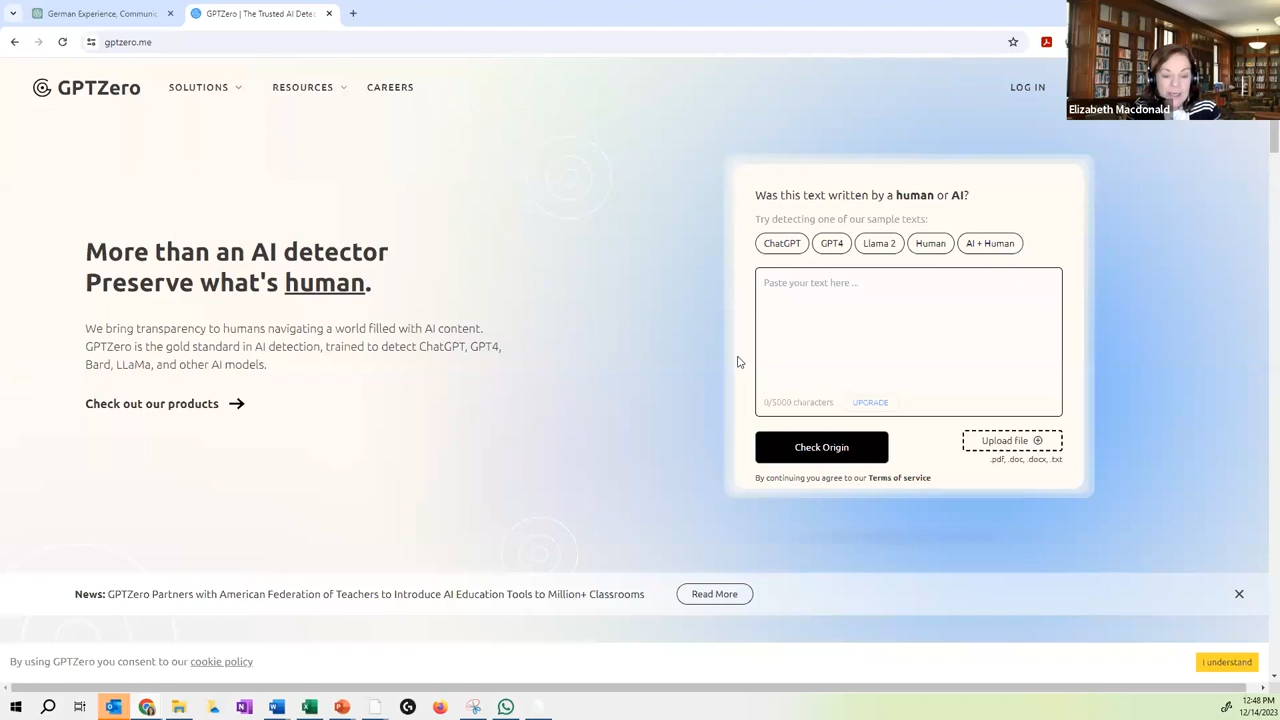 German Experience, Communic
GPTZero | The Trusted AI Detec
gptzero.me
Elizabeth Macdonald
GPTZero
SOLUTIONS
RESOURCES
CAREERS
LOG IN
More than an AI detector
Preserve what's human.
We bring transparency to humans navigating a world filled with AI content.
GPTZero is the gold standard in AI detection, trained to detect ChatGPT, GPT4,
Bard, LLaMa, and other AI models.
Check out our products
Was this text written by a human or AI?
Try detecting one of our sample texts:
ChatGPT
GPT4
Llama 2
Human
AI + Human
Paste your text here ...
0/5000 characters
UPGRADE
Check Origin
Upload file
.pdf, .doc, .docx, .txt
By continuing you agree to our Terms of service
News: GPTZero Partners with American Federation of Teachers to Introduce AI Education Tools to Million+ Classrooms
Read More
By using GPTZero you consent to our cookie policy
I understand
12:48 PM
12/14/2023